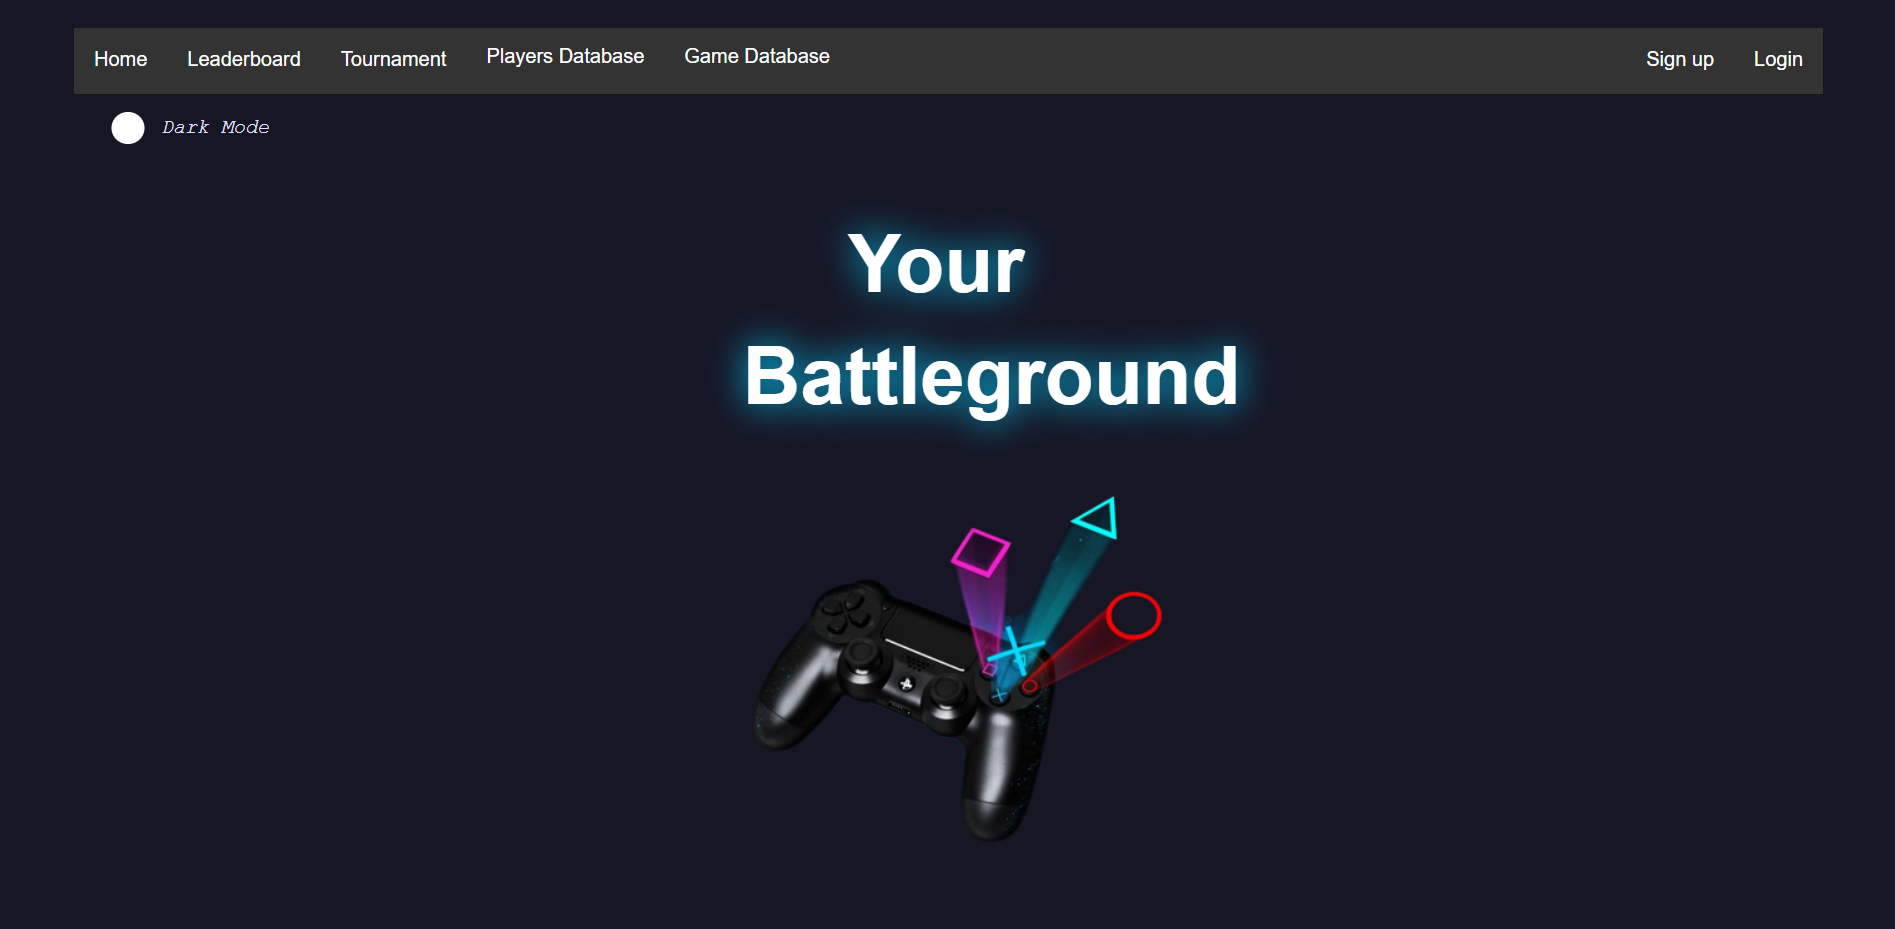 Home Leaderboard Tournament Players Database Game Database Sign up Login
Dark Mode
Your
Battleground